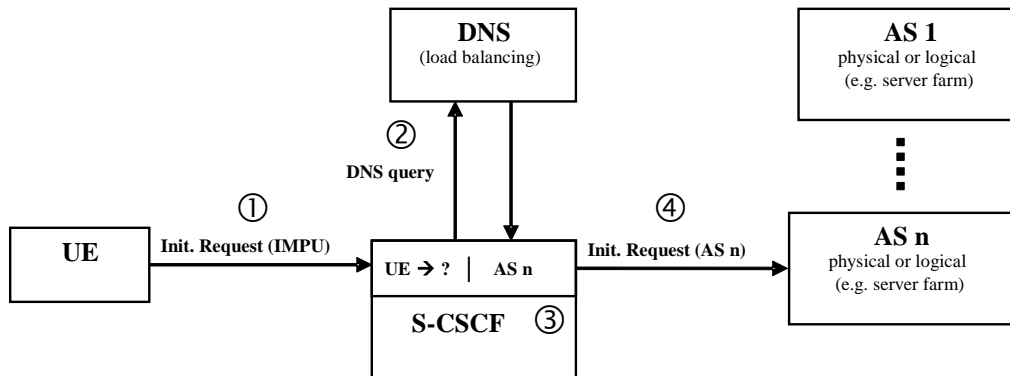 DNS
(load balancing)
AS 1
physical or logical
(e.g. server farm)
②
DNS query
①
④
UE
Init. Request (IMPU)
UE → ? | AS n
Init. Request (AS n)
AS n
physical or logical
(e.g. server farm)
S-CSCF
③